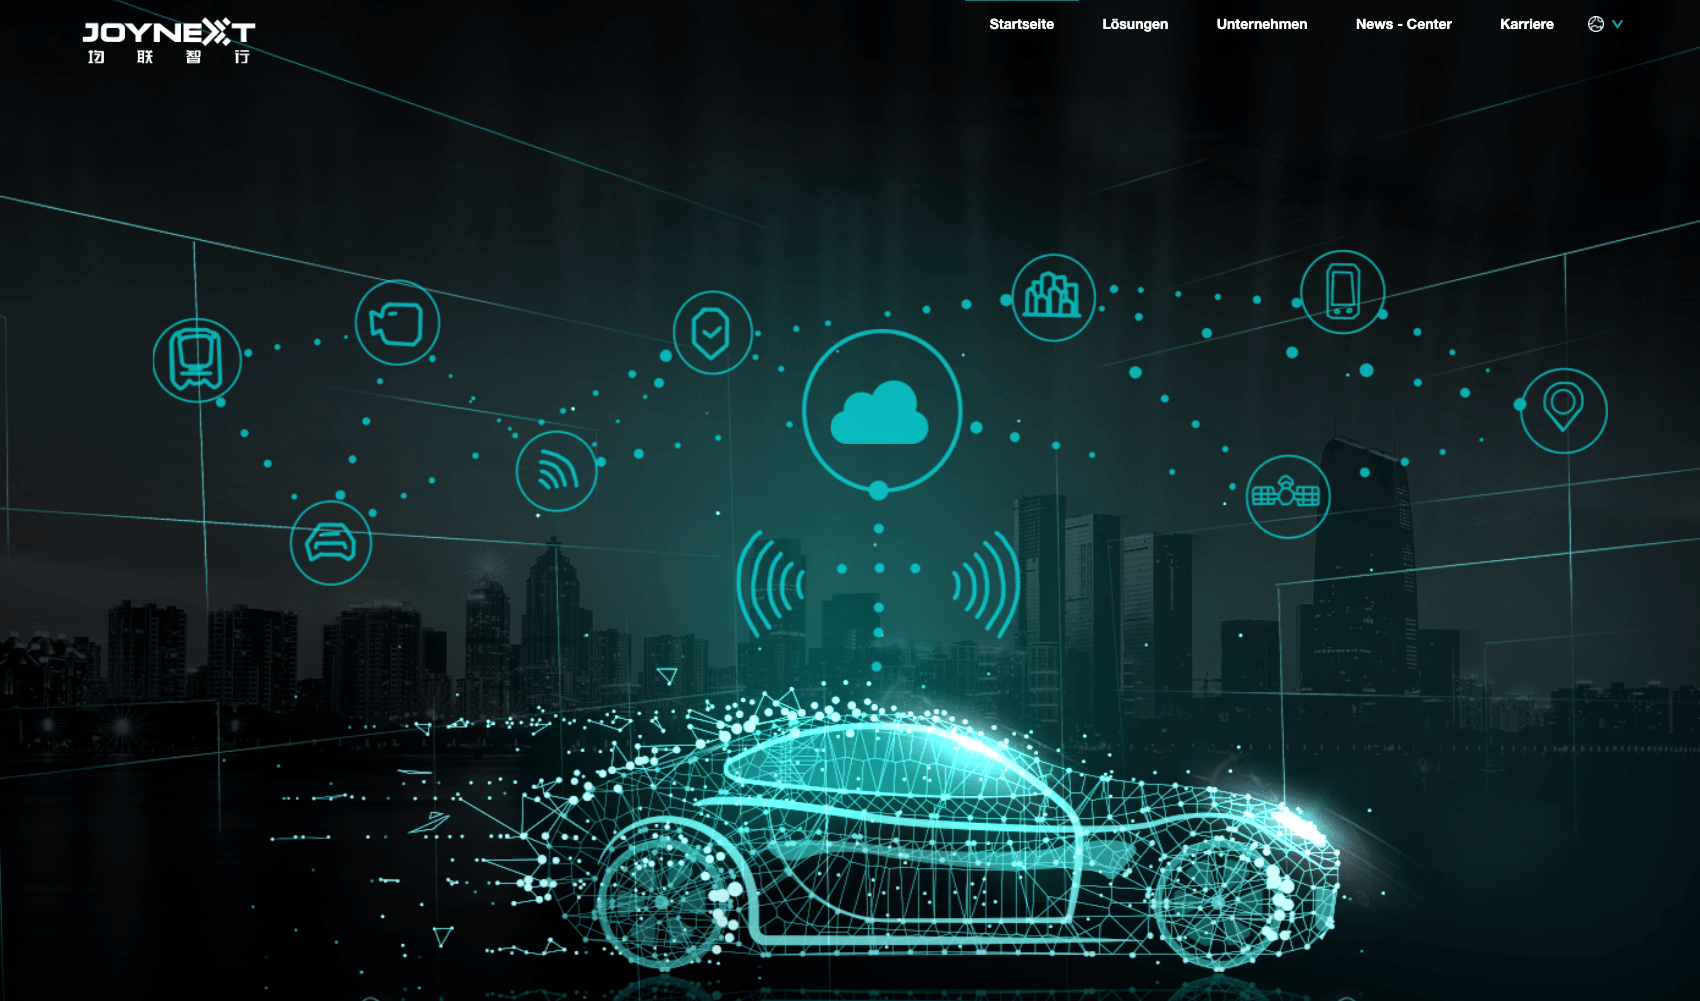 JOYNEXT
均联智行
Startseite
Lösungen
Unternehmen
News - Center
Karriere